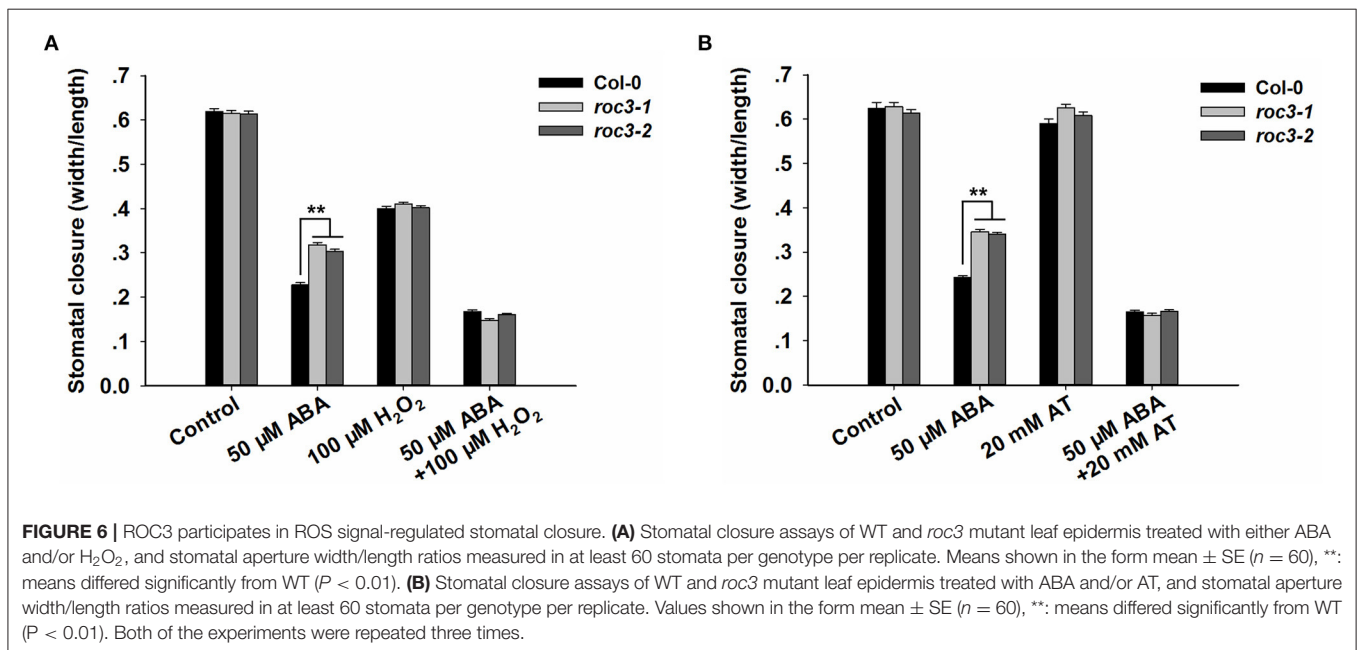 A
Stomatal closure (width/length)
.7
.6
.5
.4
.3
.2
.1
0.0
**
Col-0
roc3-1
roc3-2
Control
50 µM ABA
100 µM H₂O₂
50 µM ABA
+100 µM H₂O₂
B
Stomatal closure (width/length)
.7
.6
.5
.4
.3
.2
.1
0.0
**
Col-0
roc3-1
roc3-2
Control
50 µM ABA
20 mM AT
50 µM ABA
+20 mM AT
FIGURE 6 | ROC3 participates in ROS signal-regulated stomatal closure. (A) Stomatal closure assays of WT and roc3 mutant leaf epidermis treated with either ABA
and/or H₂O₂, and stomatal aperture width/length ratios measured in at least 60 stomata per genotype per replicate. Means shown in the form mean ± SE (n = 60), **:
means differed significantly from WT (P < 0.01). (B) Stomatal closure assays of WT and roc3 mutant leaf epidermis treated with ABA and/or AT, and stomatal aperture
width/length ratios measured in at least 60 stomata per genotype per replicate. Values shown in the form mean ± SE (n = 60), **: means differed significantly from WT
(P < 0.01). Both of the experiments were repeated three times.